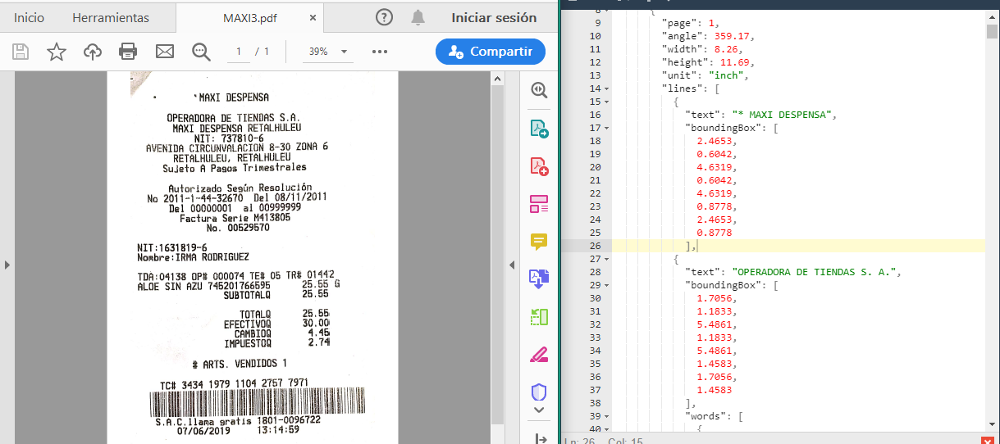 Inicio Herramientas MAXI3.pdf × Iniciar sesión
1 / 1 39% Compartir
* MAXI DESPENSA
OPERADORA DE TIENDAS S.A.
MAXI DESPENSA RETALHULEU
NIT: 737810-6
AVENIDA CIRCUNVALACION 8-30 ZONA 6
RETALHULEU, RETALHULEU
Sujeto A Pagos Trimestrales
Autorizado Según Resolución
No 2011-1-44-32670 Del 08/11/2011
Del 00000001 al 00999999
Factura Serie M413805
No. 00529570
NIT:1631819-6
Nombre:IRMA RODRIGUEZ
TDA:04138 OP# 000074 TE# 05 TR# 01442
ALOE SIN AZU 745201766595 25.55 G
SUBTOTALQ 25.55
TOTALQ 25.55
EFECTIVOQ 30.00
CAMBIOQ 4.45
IMPUESTOQ 2.74
# ARTS. VENDIDOS 1
TC# 3434 1979 1104 2757 7971
S.A.C.llama gratis 1801-0096722
07/06/2019 13:14:59
8 {
9 "page": 1,
10 "angle": 359.17,
11 "width": 8.26,
12 "height": 11.69,
13 "unit": "inch",
14 "lines": [
15 {
16 "text": "* MAXI DESPENSA",
17 "boundingBox": [
18 2.4653,
19 0.6042,
20 4.6319,
21 0.6042,
22 4.6319,
23 0.8778,
24 2.4653,
25 0.8778
26 ],
27 {
28 "text": "OPERADORA DE TIENDAS S. A.",
29 "boundingBox": [
30 1.7056,
31 1.1833,
32 5.4861,
33 1.1833,
34 5.4861,
35 1.4583,
36 1.7056,
37 1.4583
38 ],
39 "words": [
40 {
Ln: 26 Col: 15